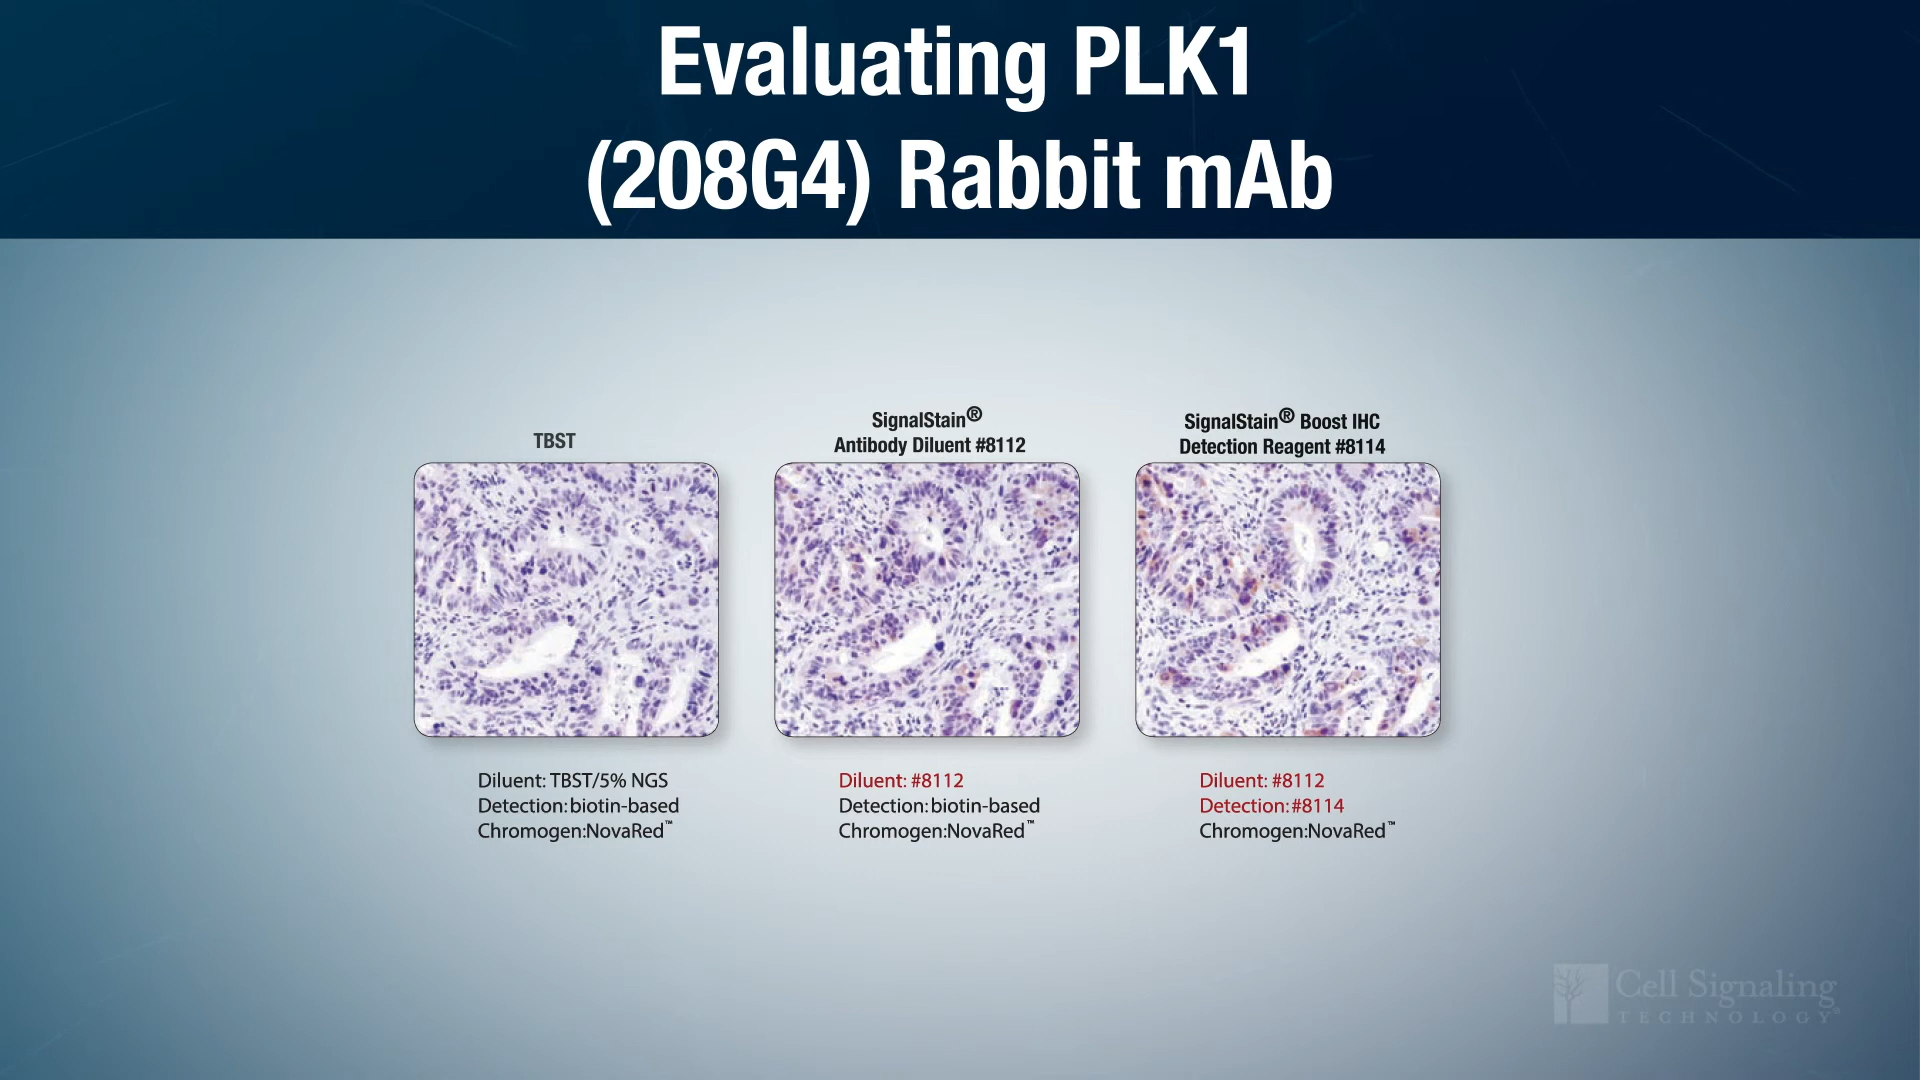 Evaluating PLK1
(208G4) Rabbit mAb
TBST
SignalStain®
Antibody Diluent #8112
SignalStain® Boost IHC
Detection Reagent #8114
Diluent: TBST/5% NGS
Detection: biotin-based
Chromogen:NovaRed™
Diluent: #8112
Detection: biotin-based
Chromogen:NovaRed™
Diluent: #8112
Detection: #8114
Chromogen:NovaRed™
Cell Signaling
TECHNOLOGY®